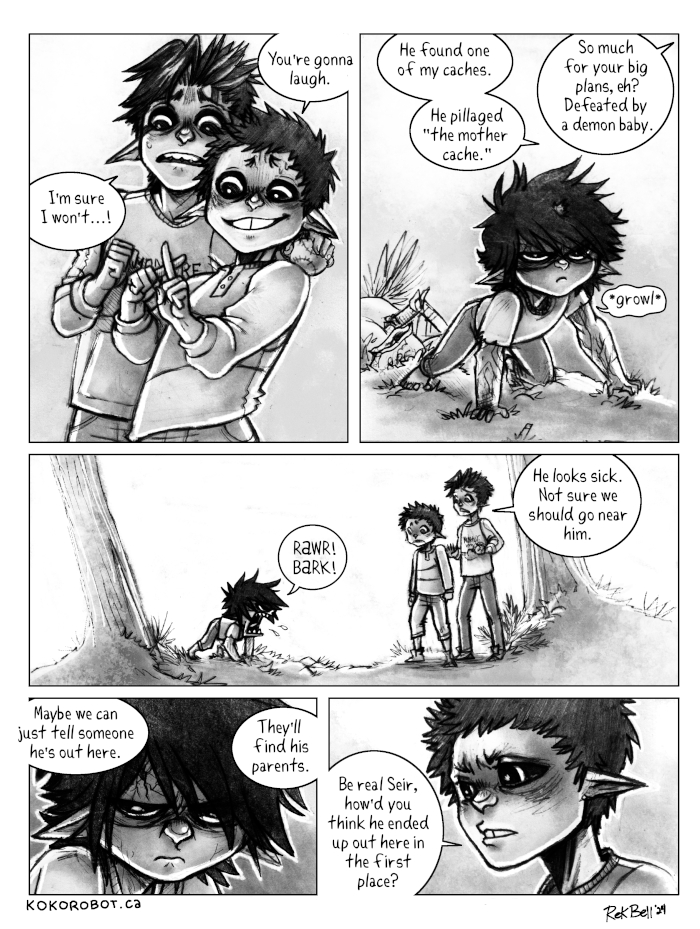 You're gonna
laugh.
I'm sure
I won't...!
He found one
of my caches.
He pillaged
"the mother
cache."
So much
for your big
plans, eh?
Defeated by
a demon baby.
*growl*
RaWR!
BaRK!
He looks sick.
Not sure we
should go near
him.
Maybe we can
just tell someone
he's out here.
They'll
find his
parents.
Be real Seir,
how'd you
think he ended
up out here in
the first
place?
KOKOROBOT.ca
Rek Bell '24